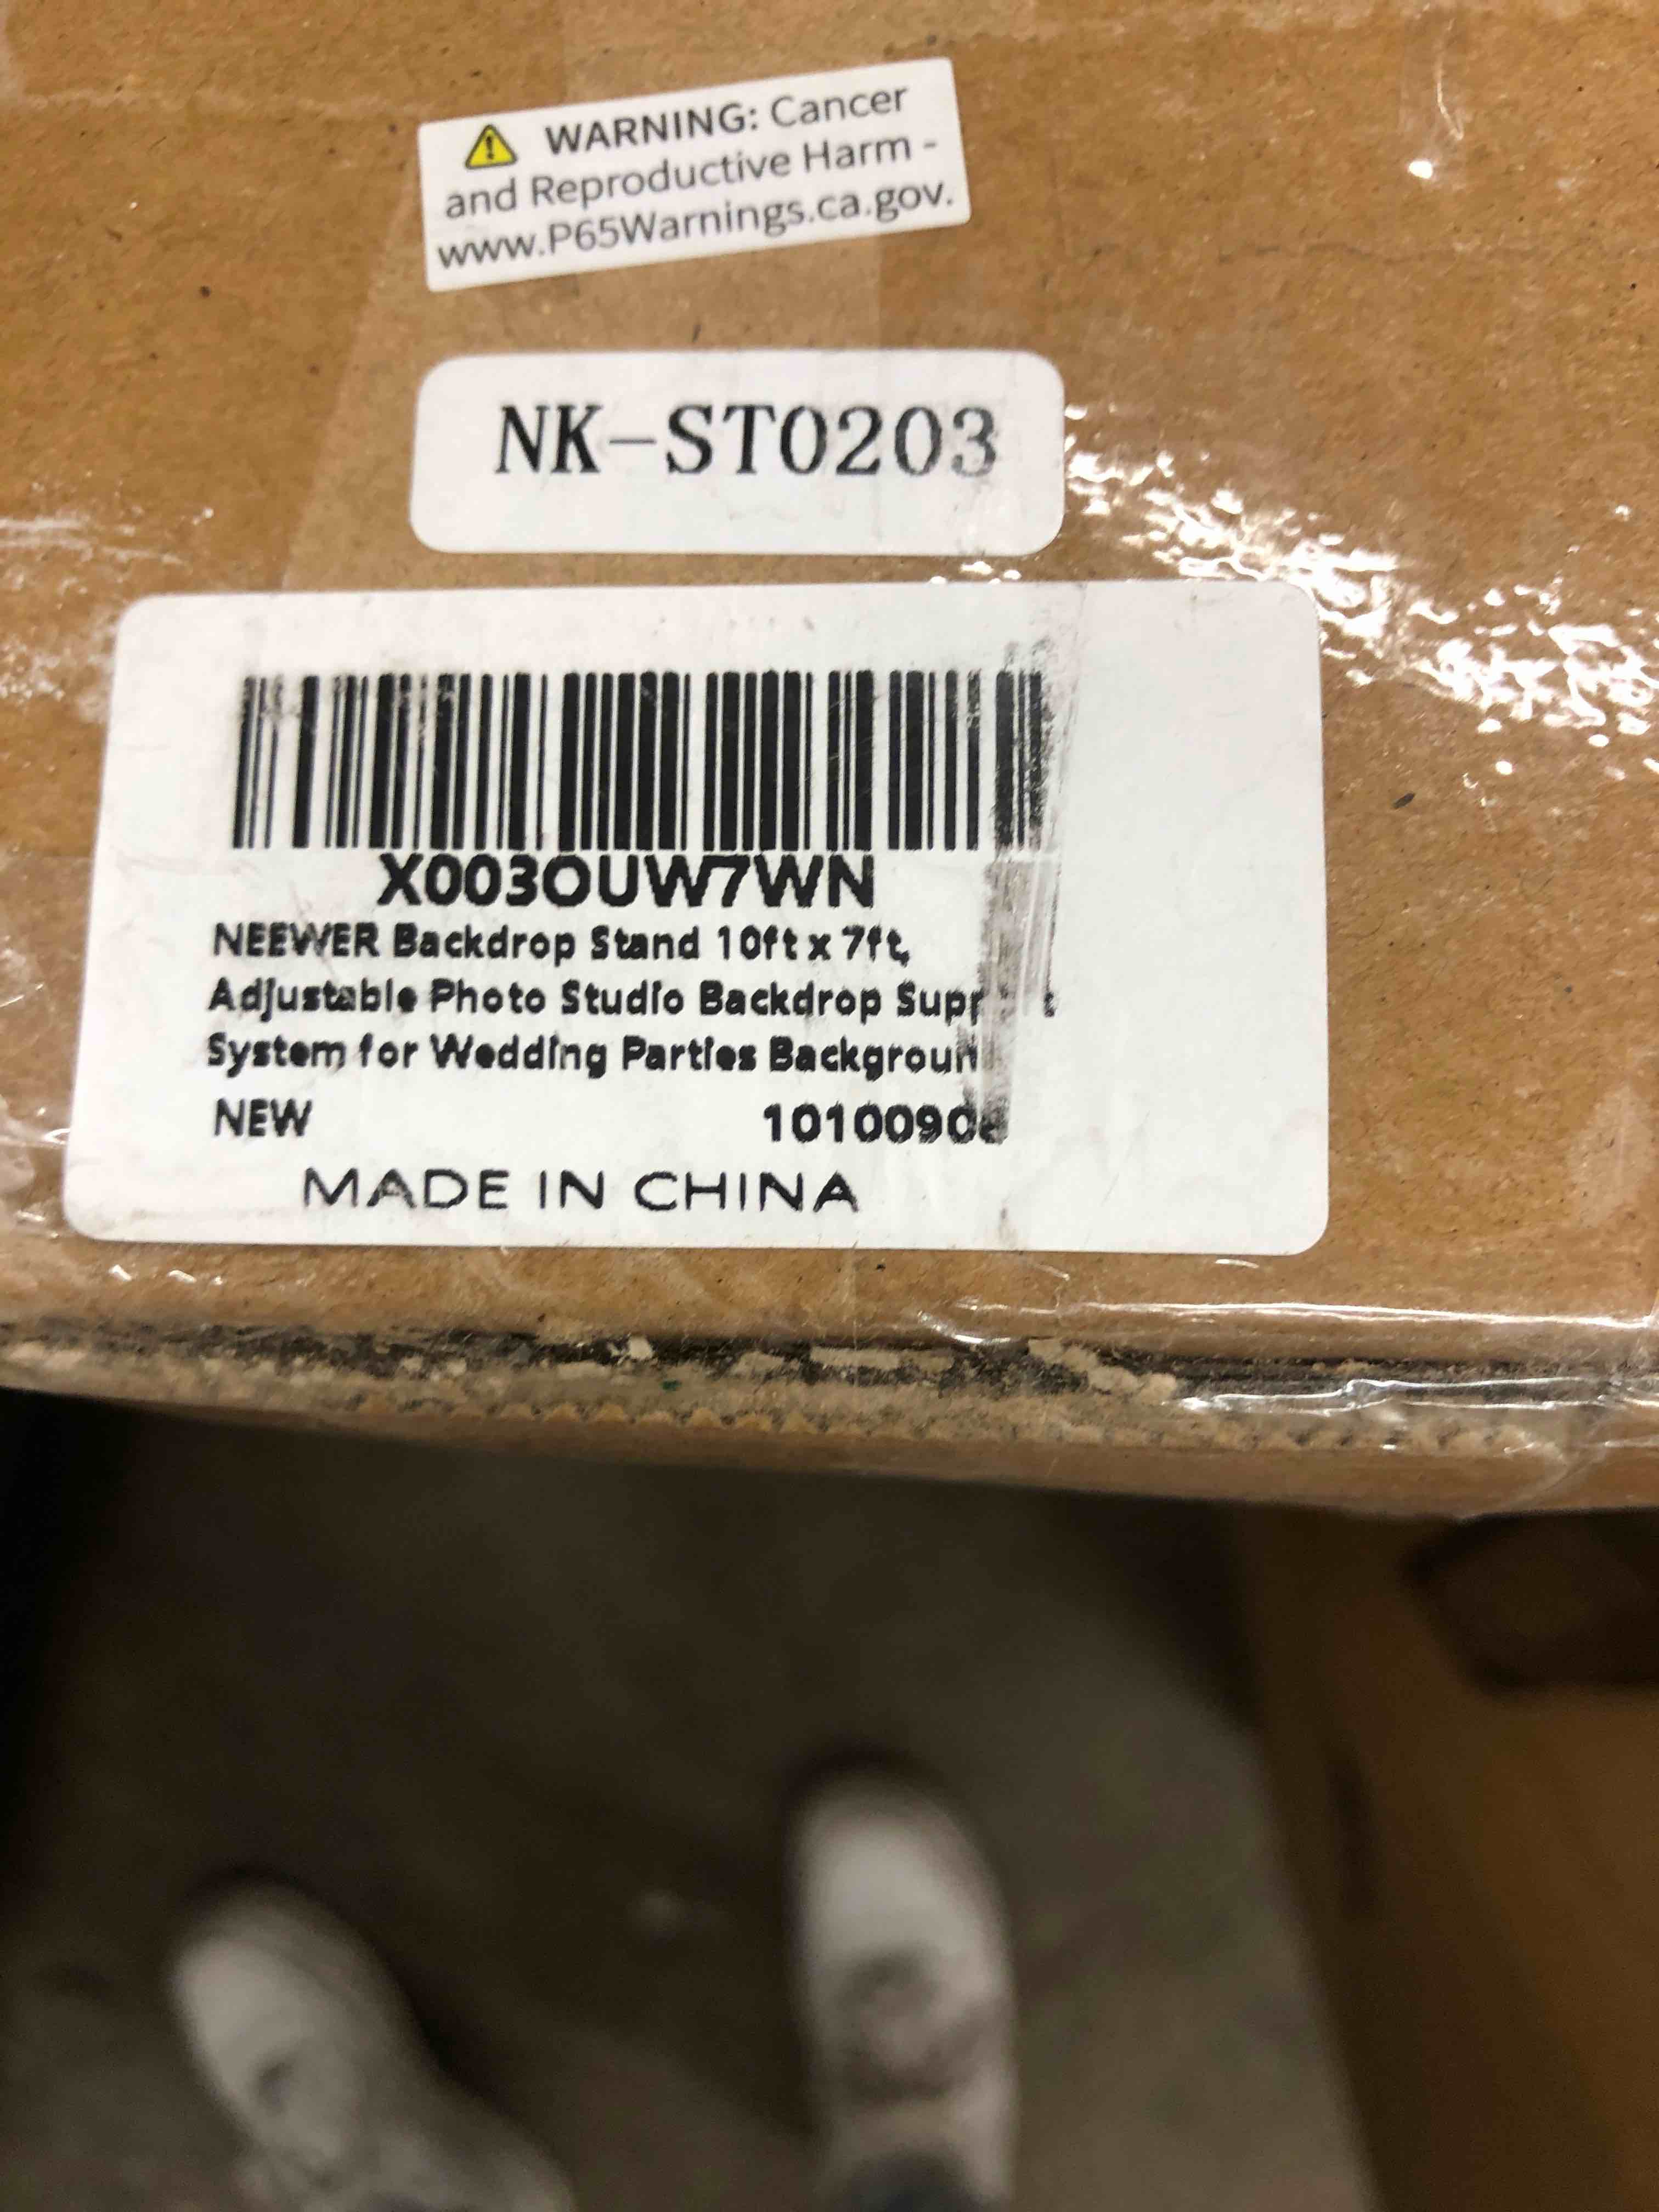 WARNING: Cancer
and Reproductive Harm -
www.P65Warnings.ca.gov.
NK-ST0203
X003OUW7WN
NEEWER Backdrop Stand 10ft x 7ft,
Adjustable Photo Studio Backdrop
System for Wedding Parties
NEW
MADE IN CHINA